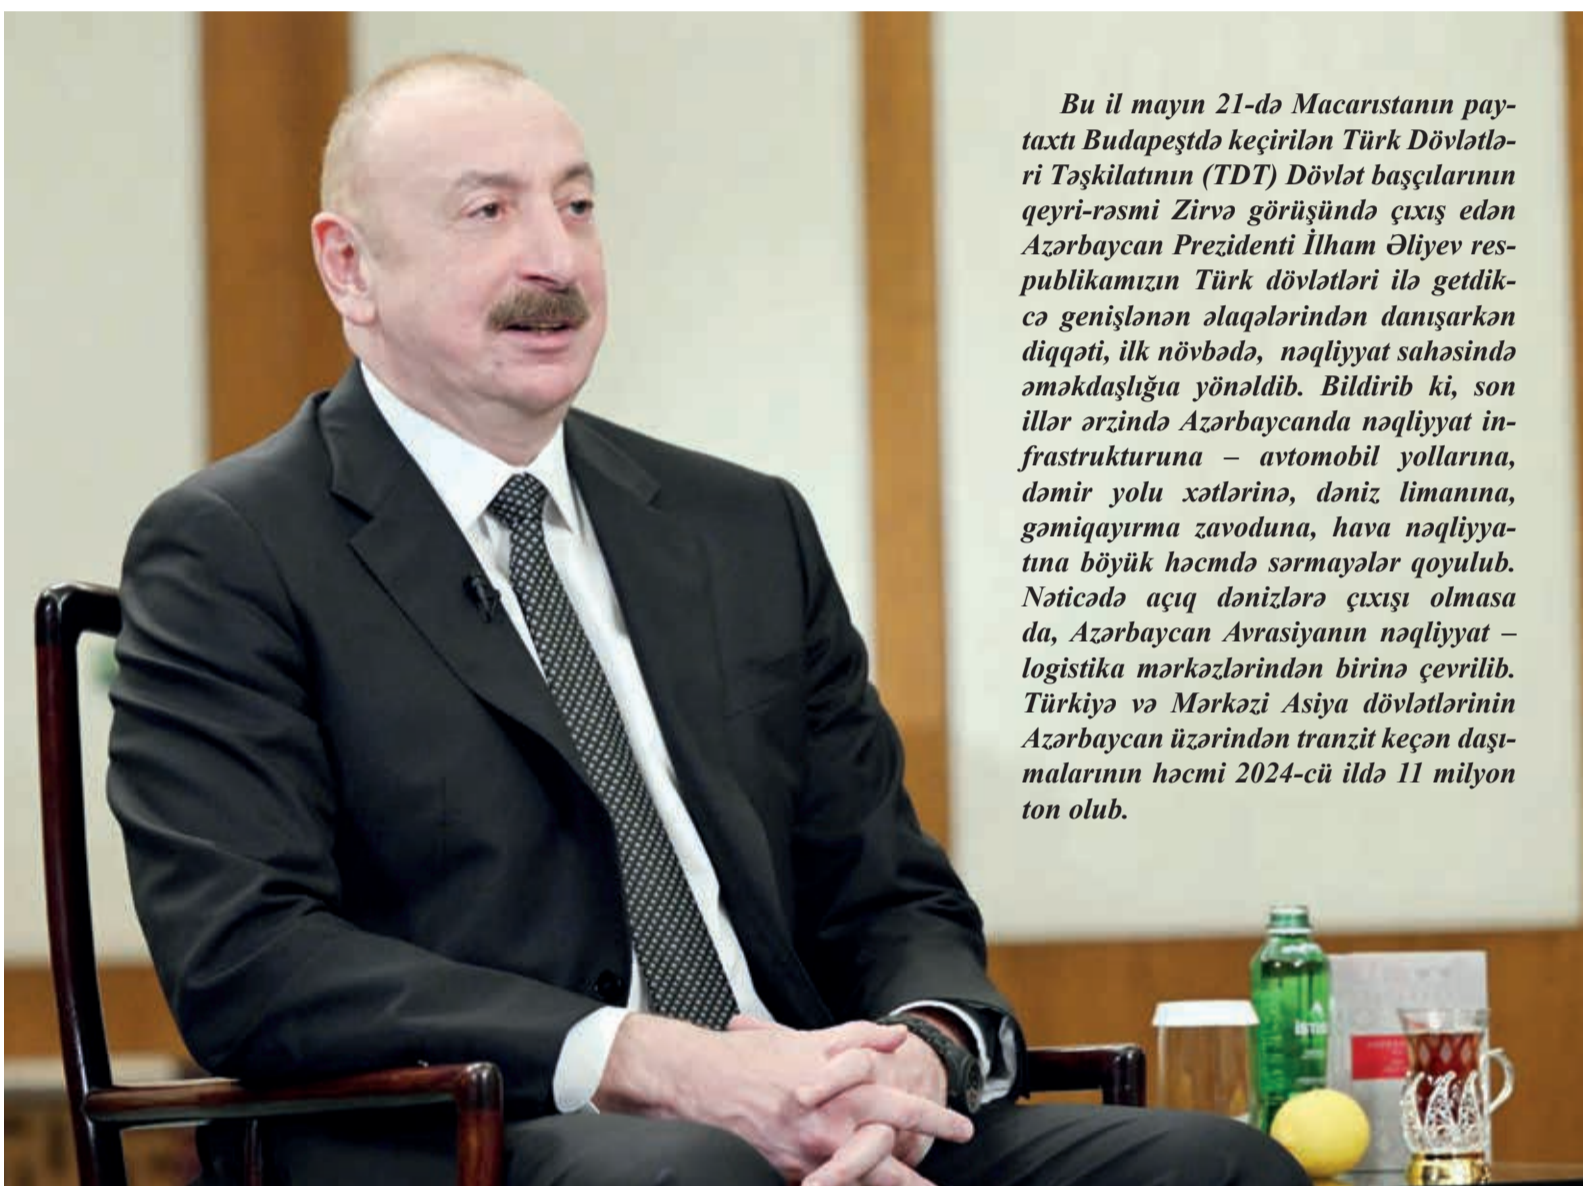 Bu il mayın 21-də Macarıstanın pay-
taxtı Budapeştdə keçirilən Türk Dövlətlə-
ri Təşkilatının (TDT) Dövlət başçılarının
qeyri-rəsmi Zirvə görüşündə çıxış edən
Azərbaycan Prezidenti İlham Əliyev res-
publikamızın Türk dövlətləri ilə getdik-
cə genişlənən əlaqələrindən danışarkən
diqqəti, ilk növbədə, nəqliyyat sahəsində
əməkdaşlığıa yönəldib. Bildirib ki, son
illər ərzində Azərbaycanda nəqliyyat in-
frastrukturuna – avtomobil yollarına,
dəmir yolu xətlərinə, dəniz limanına,
gəmiqayırma zavoduna, hava nəqliyya-
tına böyük həcmdə sərmayələr qoyulub.
Nəticədə açıq dənizlərə çıxışı olmasa
da, Azərbaycan Avrasiyanın nəqliyyat –
logistika mərkəzlərindən birinə çevrilib.
Türkiyə və Mərkəzi Asiya dövlətlərinin
Azərbaycan üzərindən tranzit keçən daşı-
malarının həcmi 2024-cü ildə 11 milyon
ton olub.